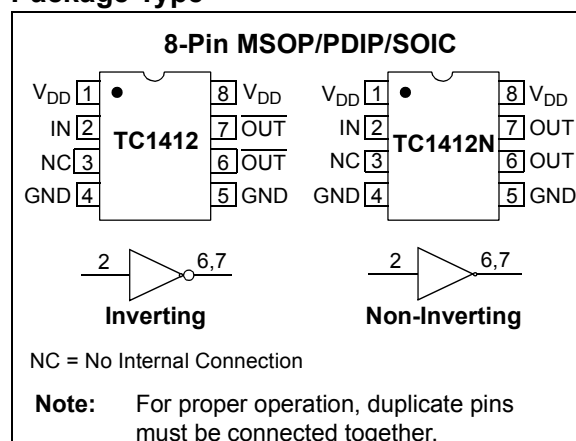 Package Type
8-Pin MSOP/PDIP/SOIC
VDD 1 8 VDD
IN 2 TC1412 7 OUT
NC 3 6 OUT
GND 4 5 GND
VDD 1 8 VDD
IN 2 TC1412N 7 OUT
NC 3 6 OUT
GND 4 5 GND
2 6,7
Inverting
2 6,7
Non-Inverting
NC = No Internal Connection
Note: For proper operation, duplicate pins
must be connected together.